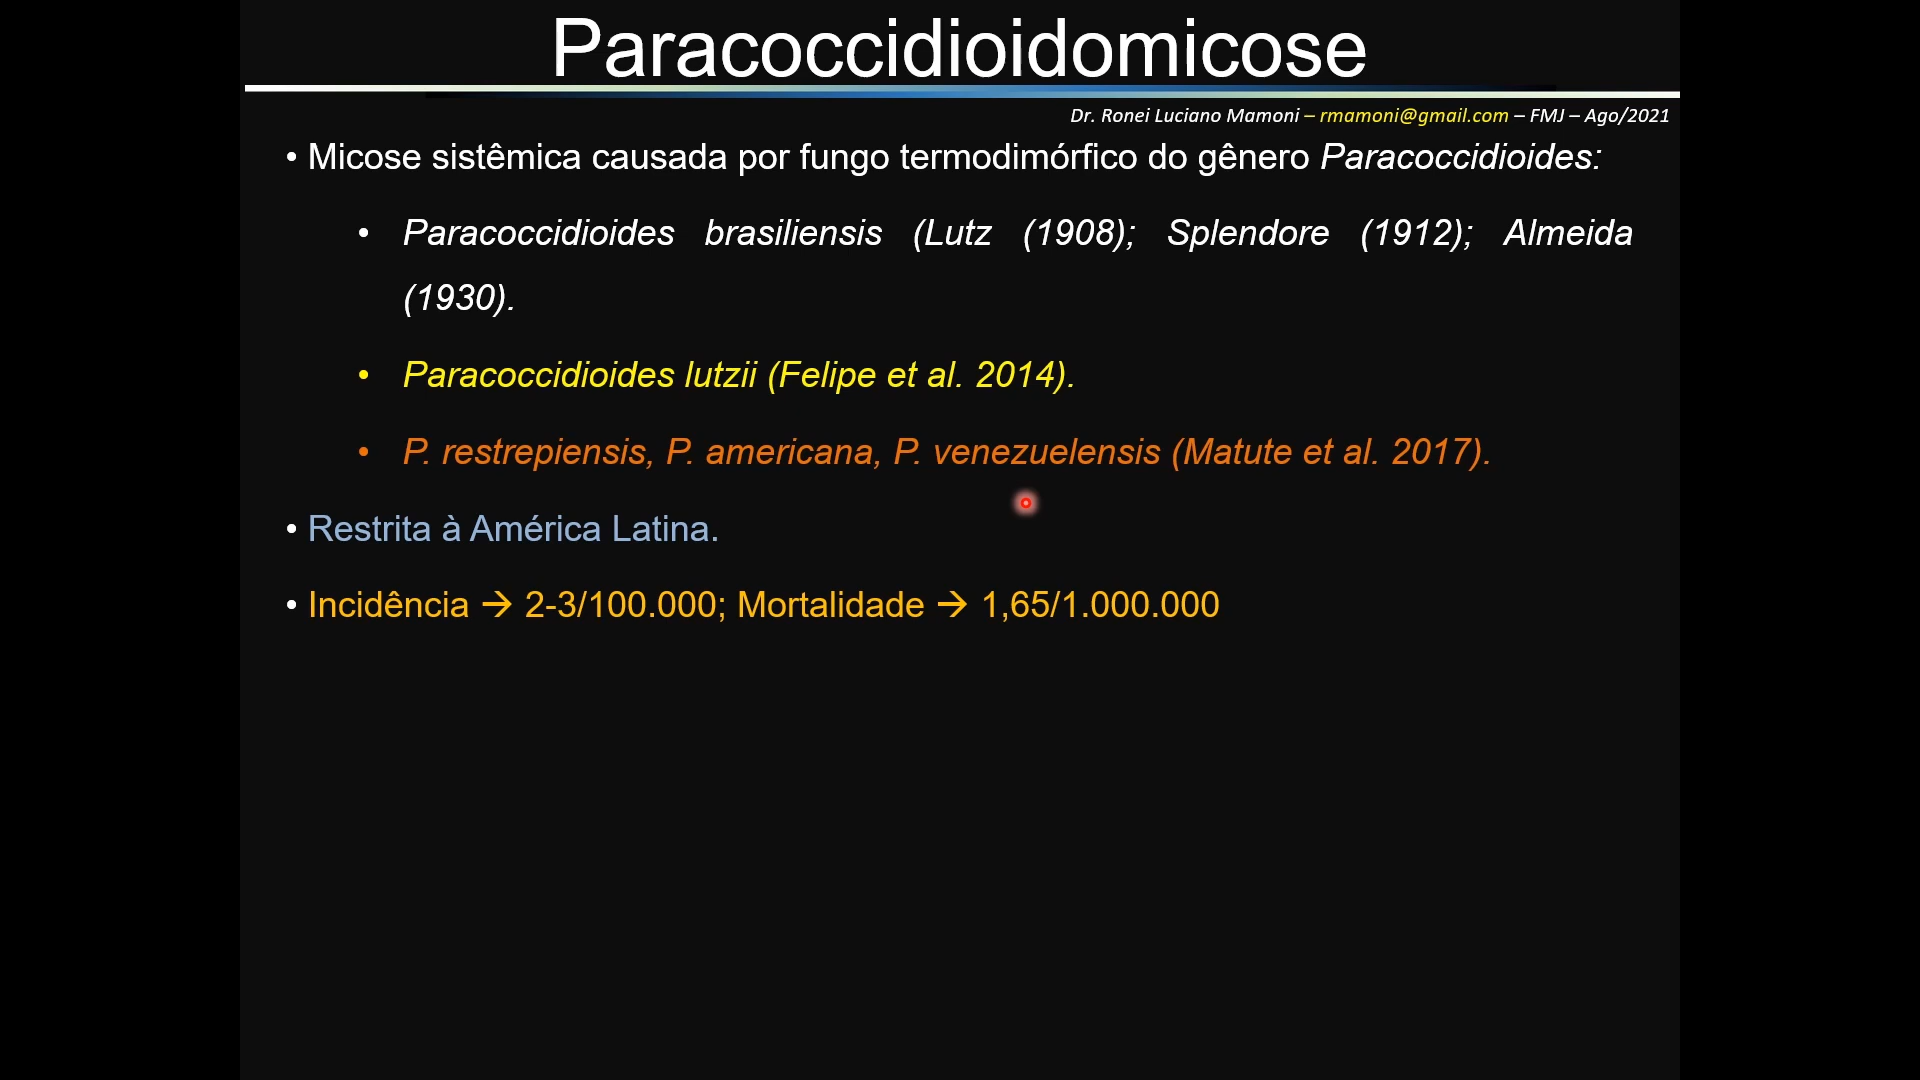 Paracoccidioidomicose
Dr. Ronei Luciano Mamoni – rmamoni@gmail.com – FMJ – Ago/2021
• Micose sistêmica causada por fungo termodimórfico do gênero Paracoccidioides:
• Paracoccidioides brasiliensis (Lutz (1908); Splendore (1912); Almeida
(1930).
• Paracoccidioides lutzii (Felipe et al. 2014).
• P. restrepiensis, P. americana, P. venezuelensis (Matute et al. 2017).
• Restrita à América Latina.
• Incidência → 2-3/100.000; Mortalidade → 1,65/1.000.000